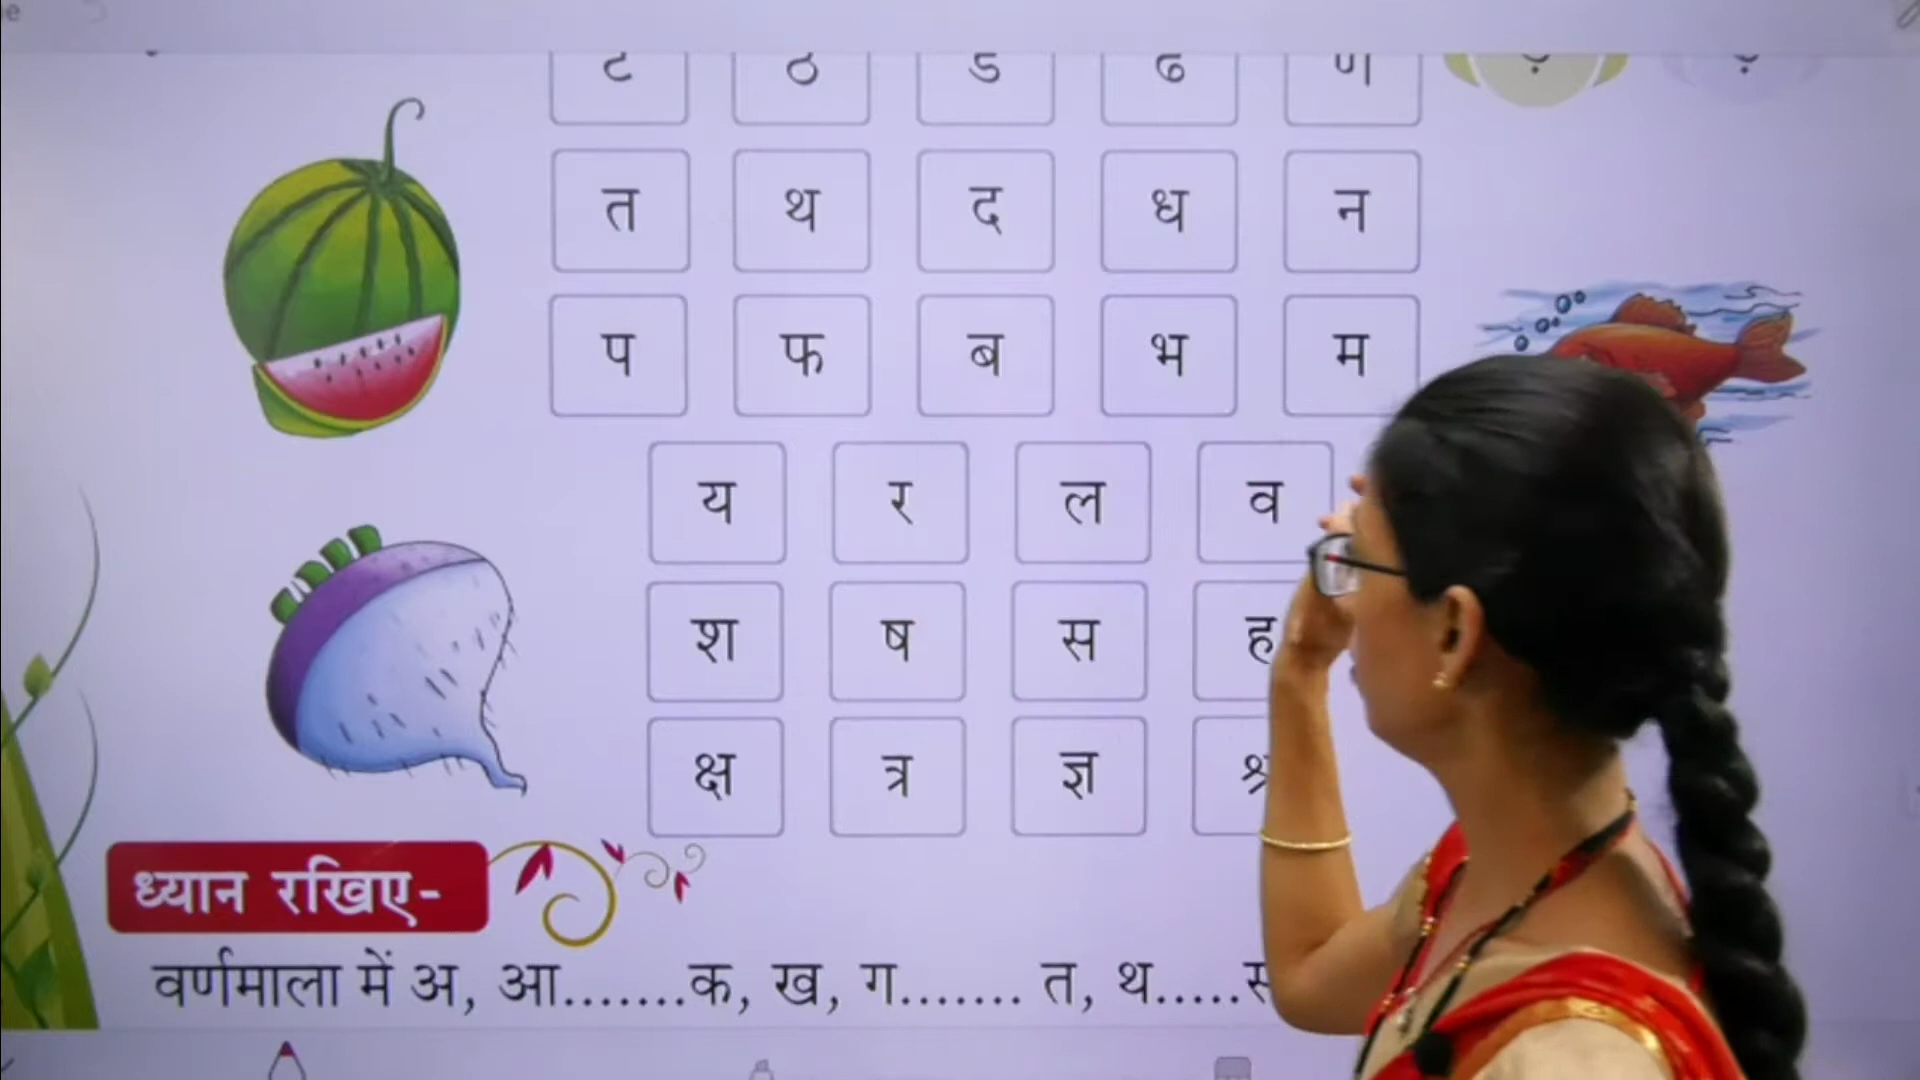 ट ठ ड ढ ण
त थ द ध न
प फ ब भ म
य र ल व
श ष स ह
क्ष त्र ज्ञ श्र
ध्यान रखिए-
वर्णमाला में अ, आ.......क, ख, ग....... त, थ.....